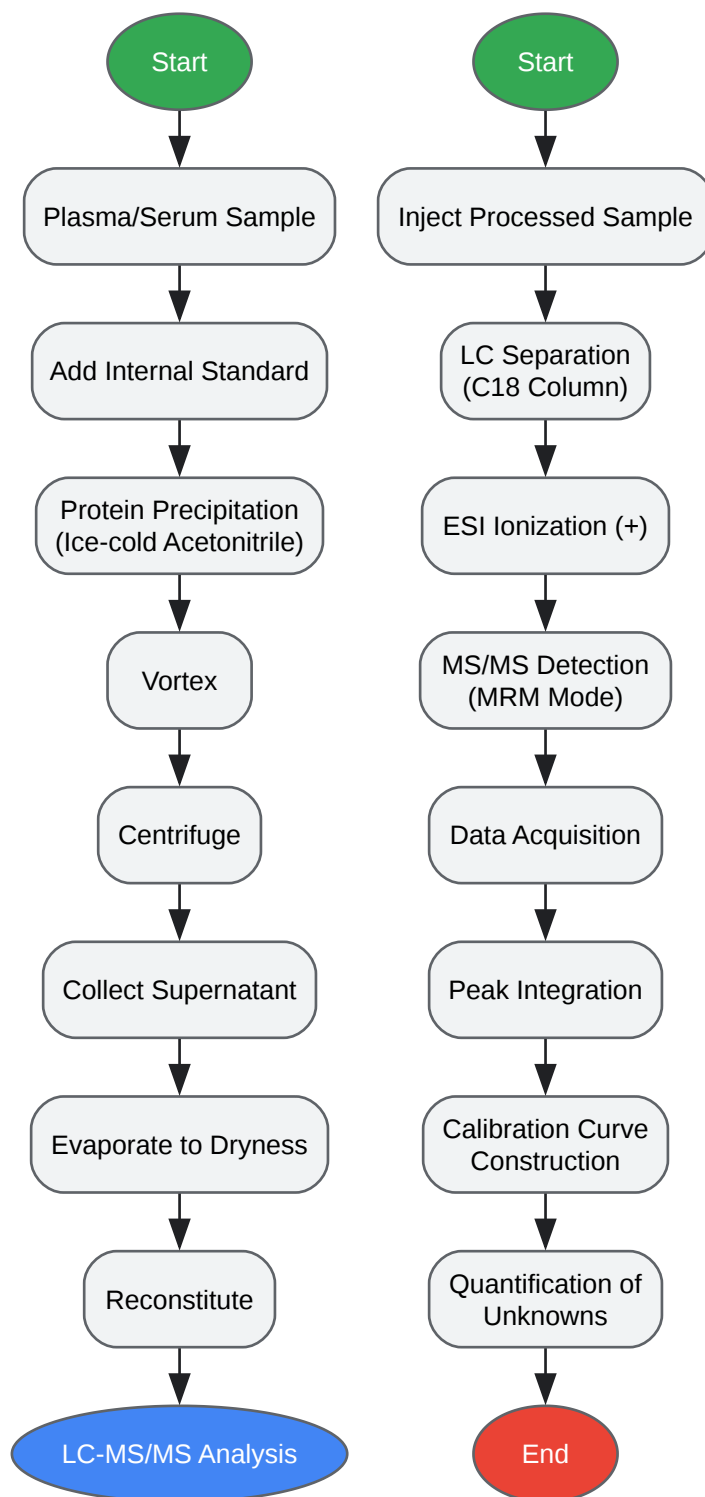 Start
Plasma/Serum Sample
Add Internal Standard
Protein Precipitation
(Ice-cold Acetonitrile)
Vortex
Centrifuge
Collect Supernatant
Evaporate to Dryness
Reconstitute
LC-MS/MS Analysis
Start
Inject Processed Sample
LC Separation
(C18 Column)
ESI Ionization (+)
MS/MS Detection
(MRM Mode)
Data Acquisition
Peak Integration
Calibration Curve
Construction
Quantification of
Unknowns
End